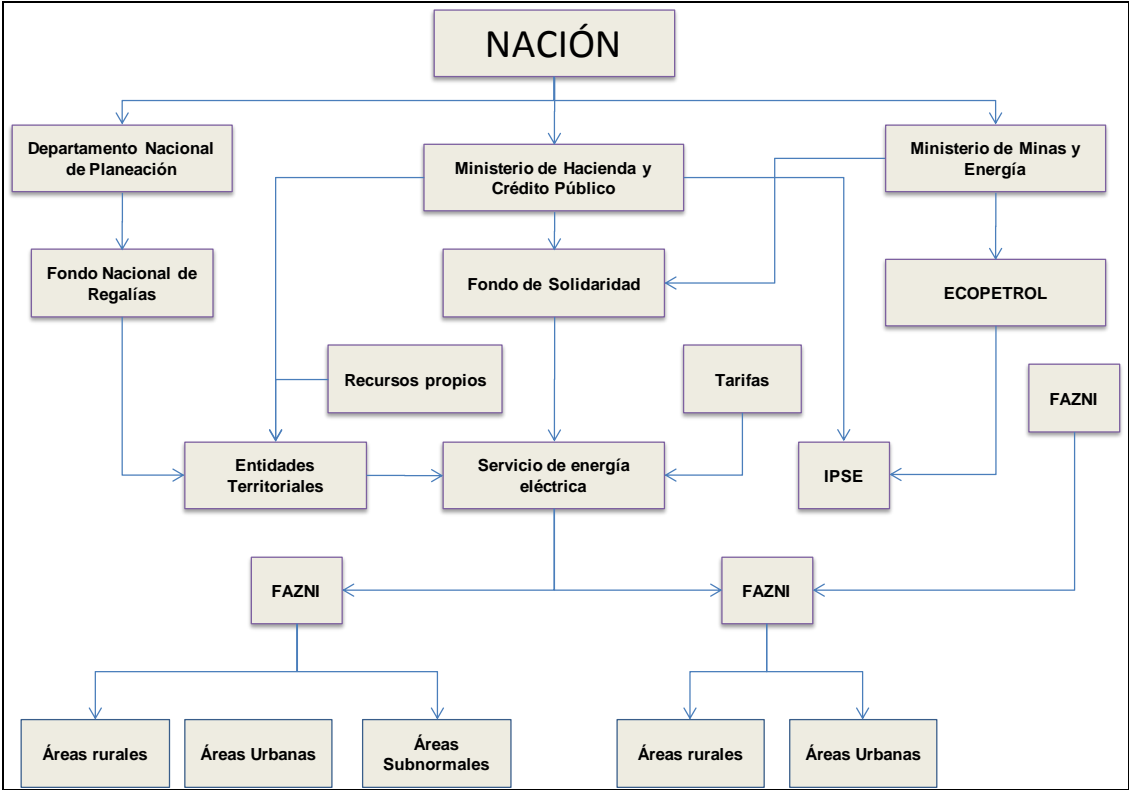 NACIÓN
Departamento Nacional
de Planeación
Ministerio de Hacienda y
Crédito Público
Ministerio de Minas y
Energía
Fondo Nacional de
Regalías
Fondo de Solidaridad
ECOPETROL
Recursos propios
Tarifas
FAZNI
Entidades
Territoriales
Servicio de energía
eléctrica
IPSE
FAZNI
FAZNI
Áreas rurales
Áreas Urbanas
Áreas
Subnormales
Áreas rurales
Áreas Urbanas